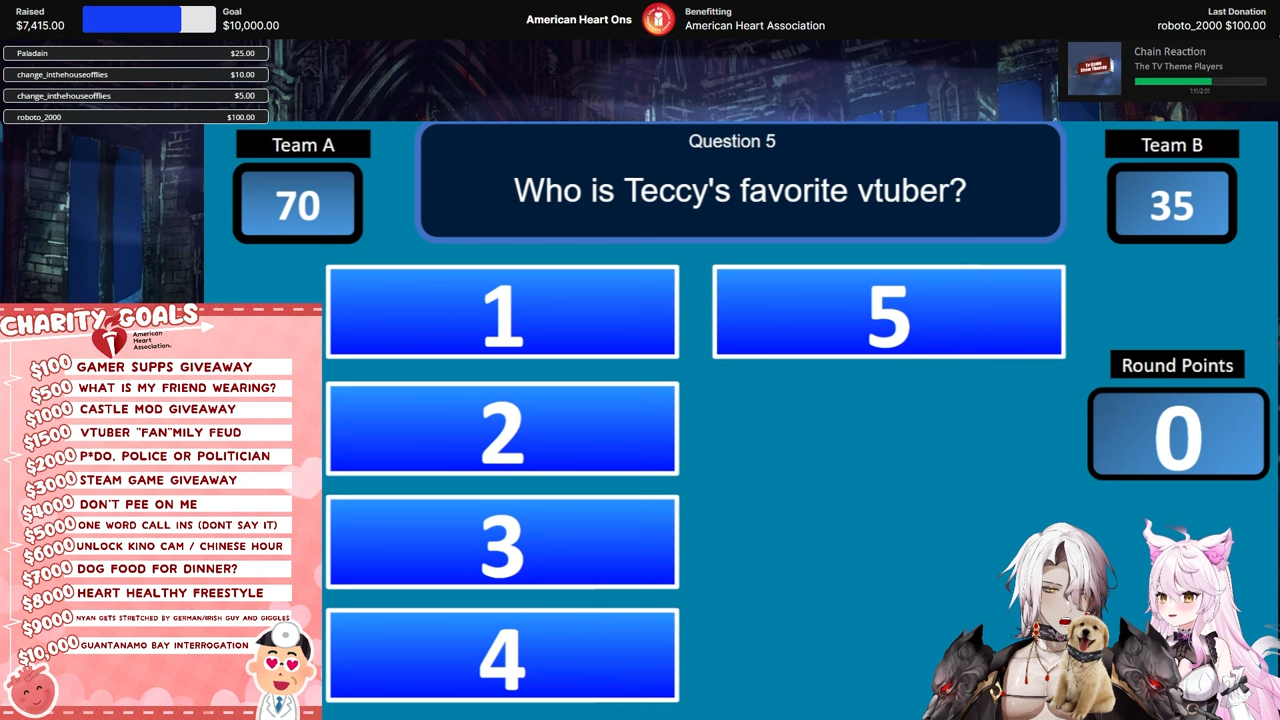 Raised
$7,415.00
Goal
$10,000.00
American Heart Ons
Benefitting
American Heart Association
Last Donation
roboto_2000 $100.00
Paladain $25.00
change_inthehouseofflies $10.00
change_inthehouseofflies $5.00
roboto_2000 $100.00
Chain Reaction
The TV Theme Players
1:11/2:01
Team A
70
Question 5
Who is Teccy's favorite vtuber?
Team B
35
1
2
3
4
5
Round Points
0
CHARITY GOALS
American
Heart
Association.
$100 GAMER SUPPS GIVEAWAY
$500 WHAT IS MY FRIEND WEARING?
$1000 CASTLE MOD GIVEAWAY
$1500 VTUBER "FAN"MILY FEUD
$2000 P*DO, POLICE OR POLITICIAN
$3000 STEAM GAME GIVEAWAY
$4000 DON'T PEE ON ME
$5000 ONE WORD CALL INS (DONT SAY IT)
$6000 UNLOCK KINO CAM / CHINESE HOUR
$7000 DOG FOOD FOR DINNER?
$8000 HEART HEALTHY FREESTYLE
$9000 NYAN GETS STRETCHED BY GERMAN/IRISH GUY AND GIGGLES
$10,000 GUANTANAMO BAY INTERROGATION